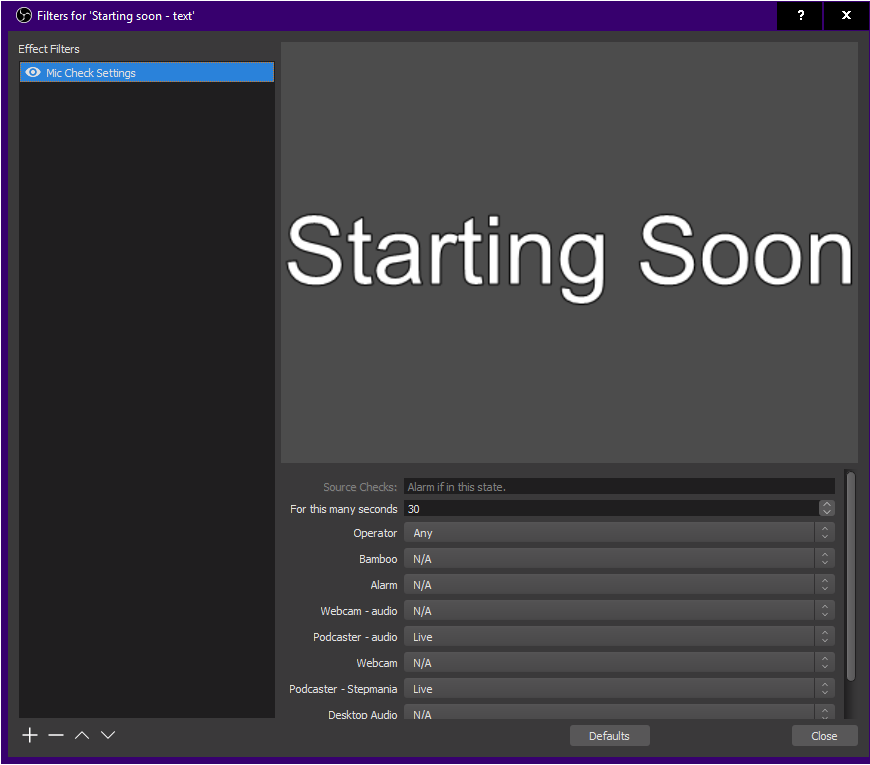 Filters for 'Starting soon - text'
? X
Effect Filters
Mic Check Settings
Starting Soon
Source Checks: Alarm if in this state.
For this many seconds 30
Operator Any
Bamboo N/A
Alarm N/A
Webcam - audio N/A
Podcaster - audio Live
Webcam N/A
Podcaster - Stepmania Live
Desktop Audio N/A
Defaults Close